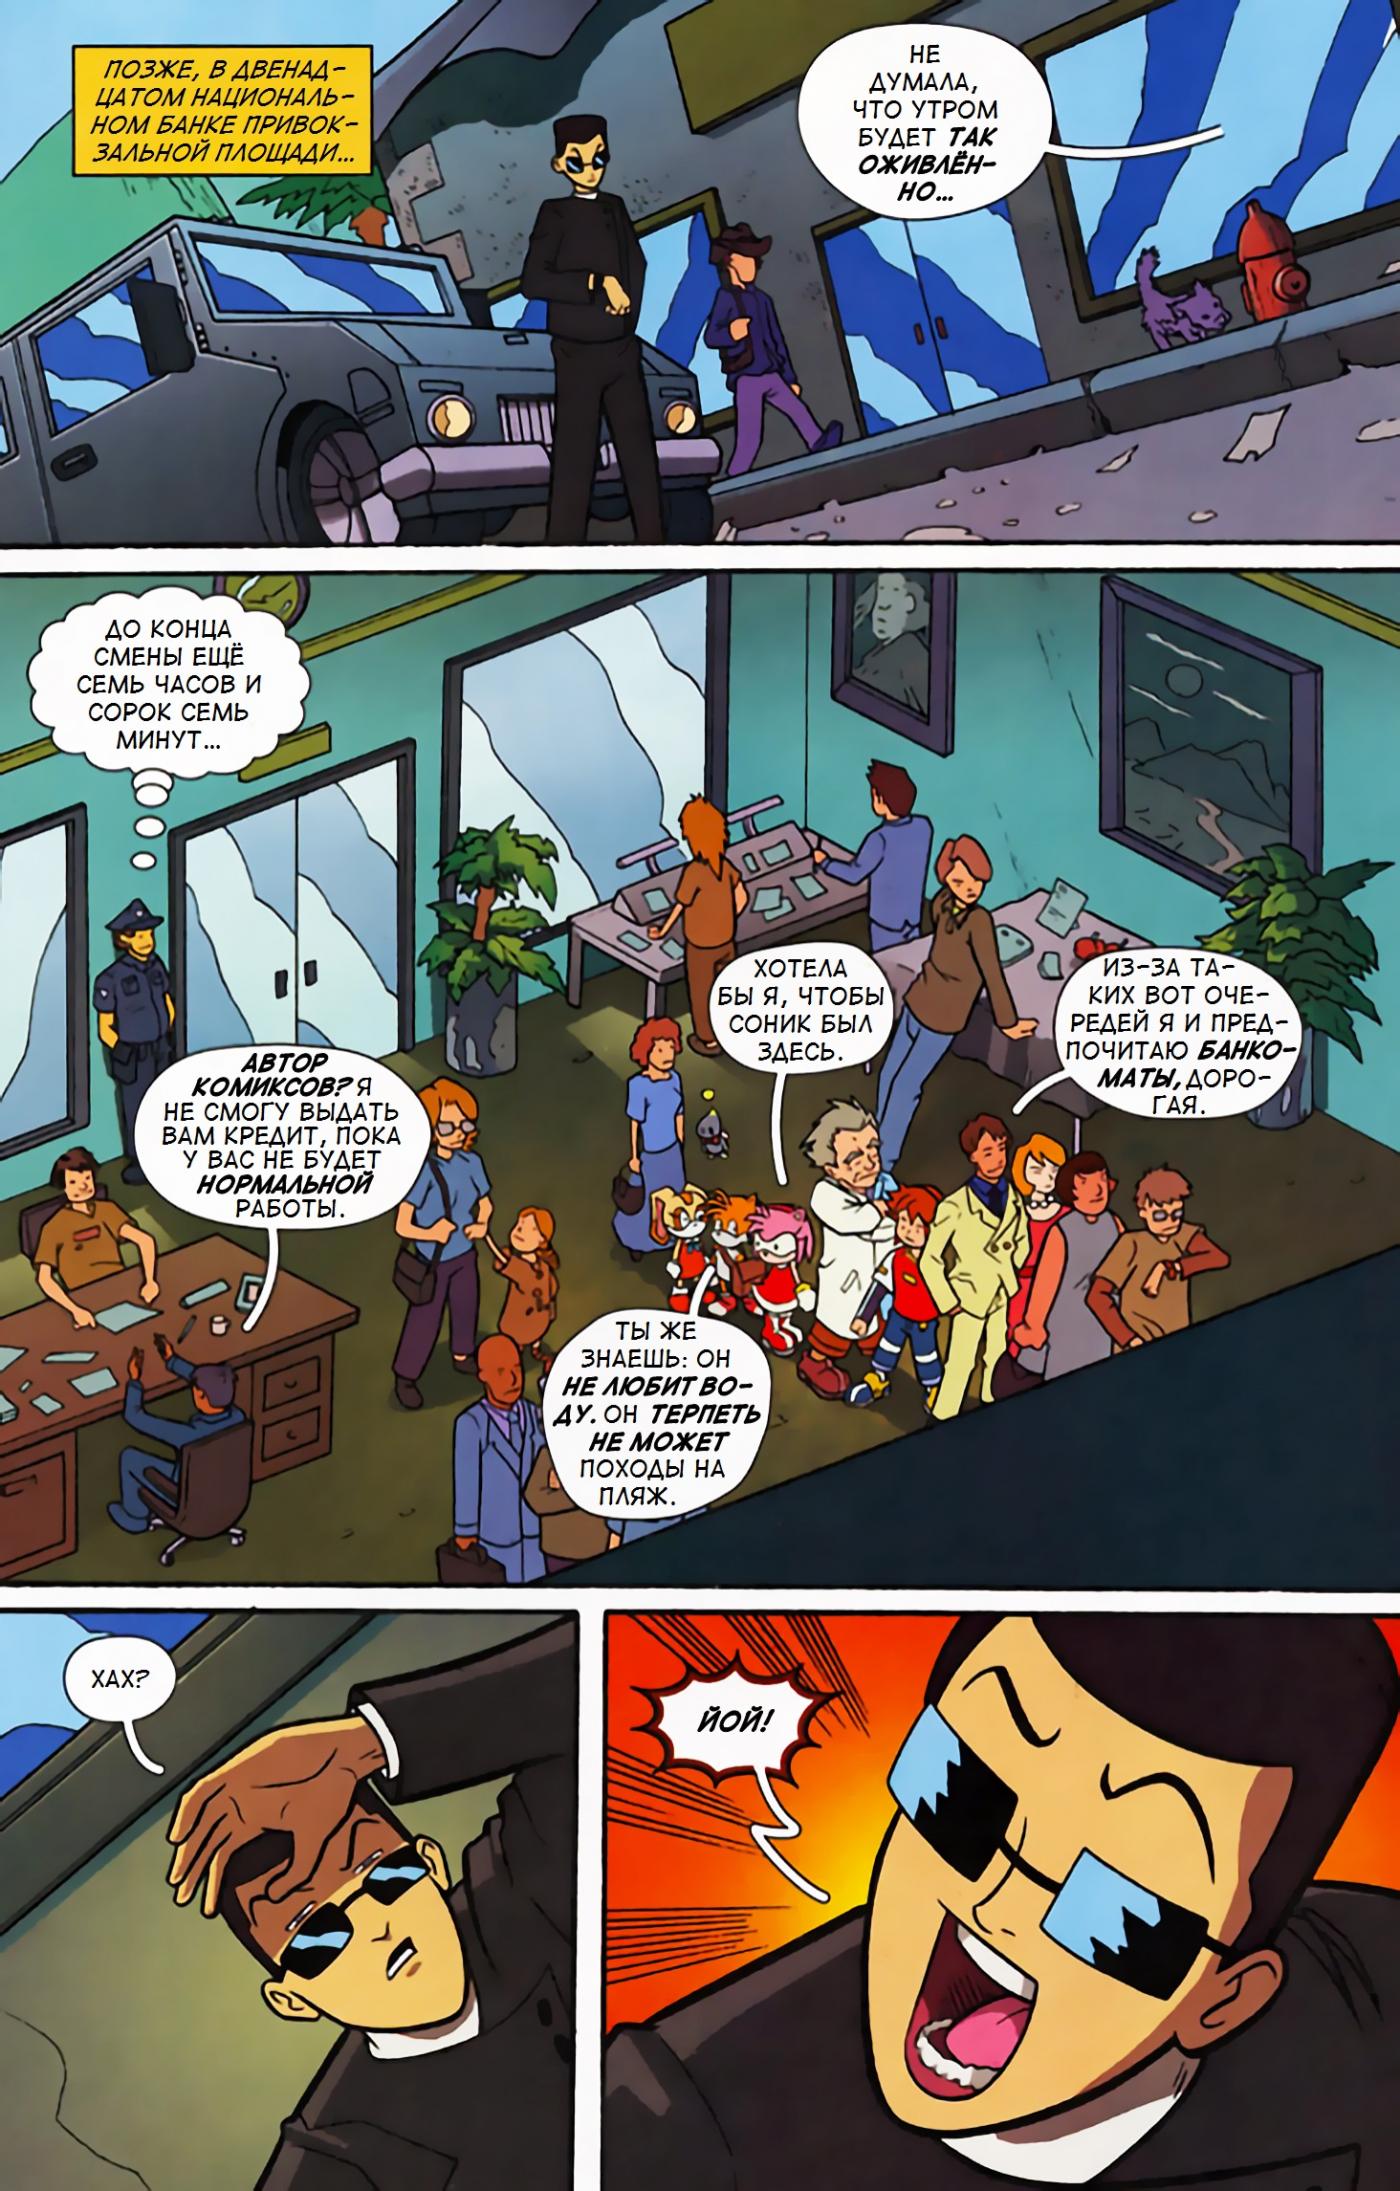 ПОЗЖЕ, В ДВЕНАД-
ЦАТОМ НАЦИОНАЛЬ-
НОМ БАНКЕ ПРИВОК-
ЗАЛЬНОЙ ПЛОЩАДИ...
НЕ
ДУМАЛА,
ЧТО УТРОМ
БУДЕТ ТАК
ОЖИВЛЁН-
НО...
ДО КОНЦА
СМЕНЫ ЕЩЁ
СЕМЬ ЧАСОВ И
СОРОК СЕМЬ
МИНУТ...
АВТОР
КОМИКСОВ? Я
НЕ СМОГУ ВЫДАТЬ
ВАМ КРЕДИТ, ПОКА
У ВАС НЕ БУДЕТ
НОРМАЛЬНОЙ
РАБОТЫ.
ХОТЕЛА
БЫ Я, ЧТОБЫ
СОНИК БЫЛ
ЗДЕСЬ.
ИЗ-ЗА ТА-
КИХ ВОТ ОЧЕ-
РЕДЕЙ Я И ПРЕД-
ПОЧИТАЮ БАНКО-
МАТЫ, ДОРО-
ГАЯ.
ТЫ ЖЕ
ЗНАЕШЬ: ОН
НЕ ЛЮБИТ ВО-
ДУ. ОН ТЕРПЕТЬ
НЕ МОЖЕТ
ПОХОДЫ НА
ПЛЯЖ.
ХАХ?
ЙОЙ!